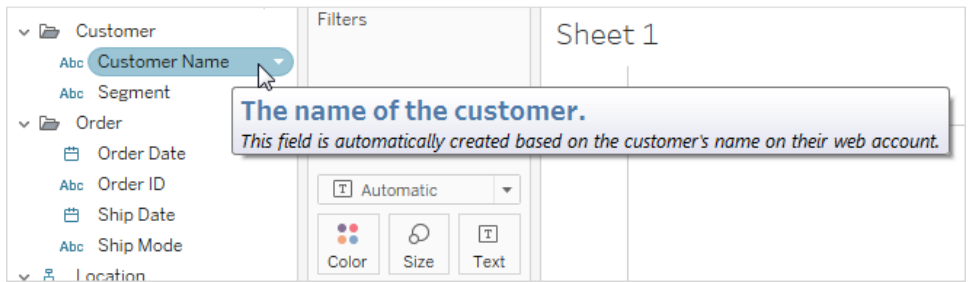 Customer
Abc Customer Name
Abc Segment
Order
Order Date
Abc Order ID
Ship Date
Abc Ship Mode
Location
Filters
T Automatic
Color
Size
T
Text
Sheet 1
The name of the customer.
This field is automatically created based on the customer's name on their web account.